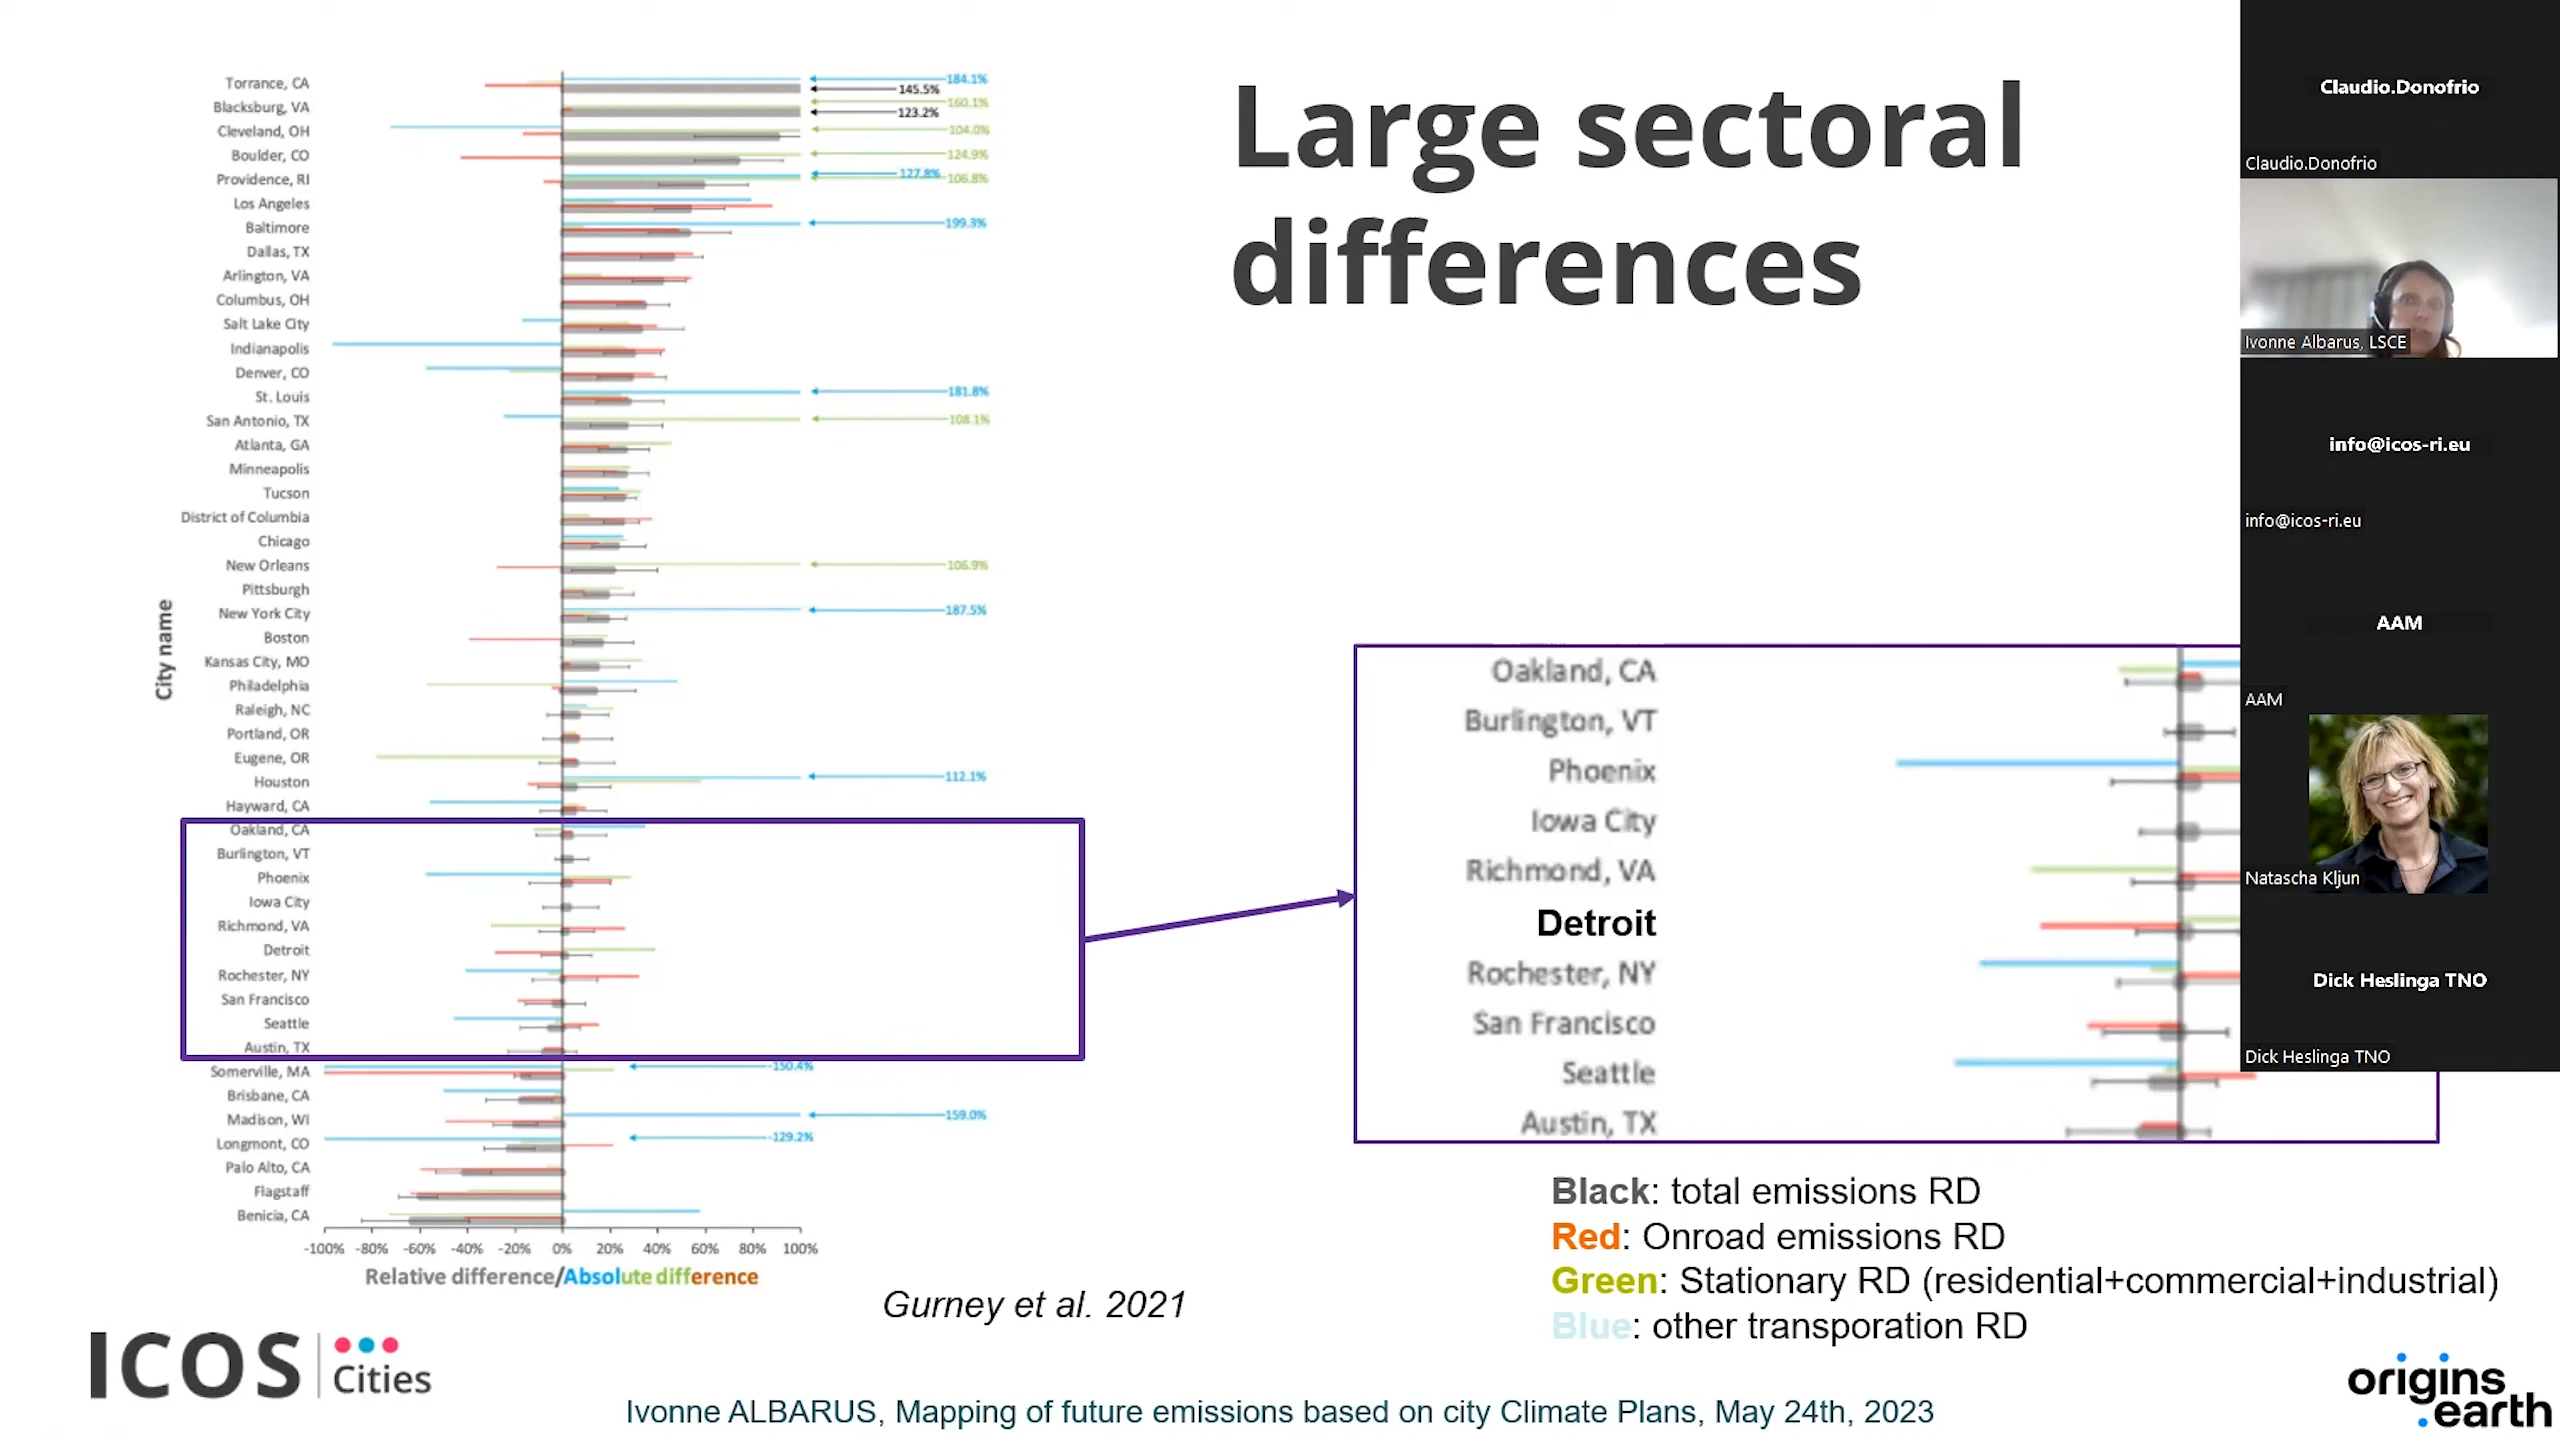 Large sectoral
differences
City name
Torrance, CA
Blacksburg, VA
Cleveland, OH
Boulder, CO
Providence, RI
Los Angeles
Baltimore
Dallas, TX
Arlington, VA
Columbus, OH
Salt Lake City
Indianapolis
Denver, CO
St. Louis
San Antonio, TX
Atlanta, GA
Minneapolis
Tucson
District of Columbia
Chicago
New Orleans
Pittsburgh
New York City
Boston
Kansas City, MO
Philadelphia
Raleigh, NC
Portland, OR
Eugene, OR
Houston
Hayward, CA
Oakland, CA
Burlington, VT
Phoenix
Iowa City
Richmond, VA
Detroit
Rochester, NY
San Francisco
Seattle
Austin, TX
Somerville, MA
Brisbane, CA
Madison, WI
Longmont, CO
Palo Alto, CA
Flagstaff
Benicia, CA
184.1%
145.5%
160.1%
123.2%
104.0%
124.9%
127.8%
106.8%
199.3%
181.8%
108.1%
106.9%
187.5%
112.1%
-150.4%
159.0%
-129.2%
-100% -80% -60% -40% -20% 0% 20% 40% 60% 80% 100%
Relative difference/Absolute difference
Gurney et al. 2021
Oakland, CA
Burlington, VT
Phoenix
Iowa City
Richmond, VA
Detroit
Rochester, NY
San Francisco
Seattle
Austin, TX
Black: total emissions RD
Red: Onroad emissions RD
Green: Stationary RD (residential+commercial+industrial)
Blue: other transporation RD
ICOS Cities
Ivonne ALBARUS, Mapping of future emissions based on city Climate Plans, May 24th, 2023
origins
.earth
Claudio.Donofrio
Claudio.Donofrio
Ivonne Albarus, LSCE
info@icos-ri.eu
info@icos-ri.eu
AAM
AAM
Natascha Kljun
Dick Heslinga TNO
Dick Heslinga TNO